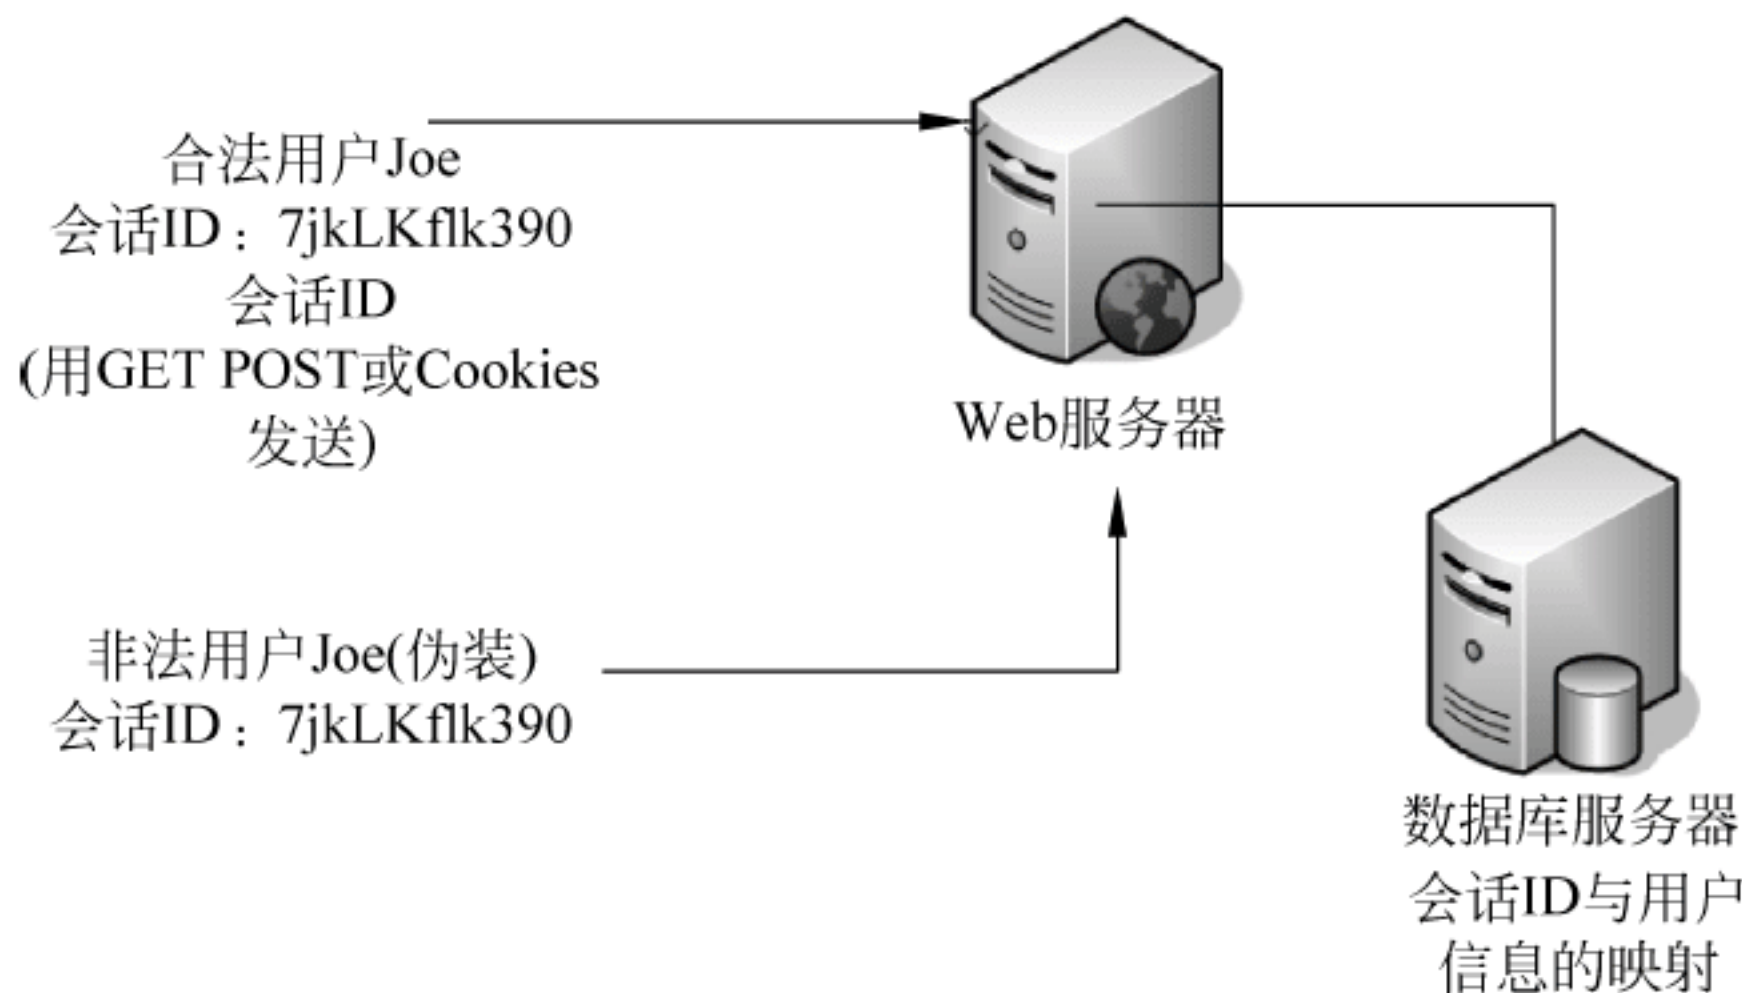 合法用户Joe
会话ID：7jkLKflk390
会话ID
(用GET POST或Cookies
发送)
Web服务器
非法用户Joe(伪装)
会话ID：7jkLKflk390
数据库服务器
会话ID与用户
信息的映射